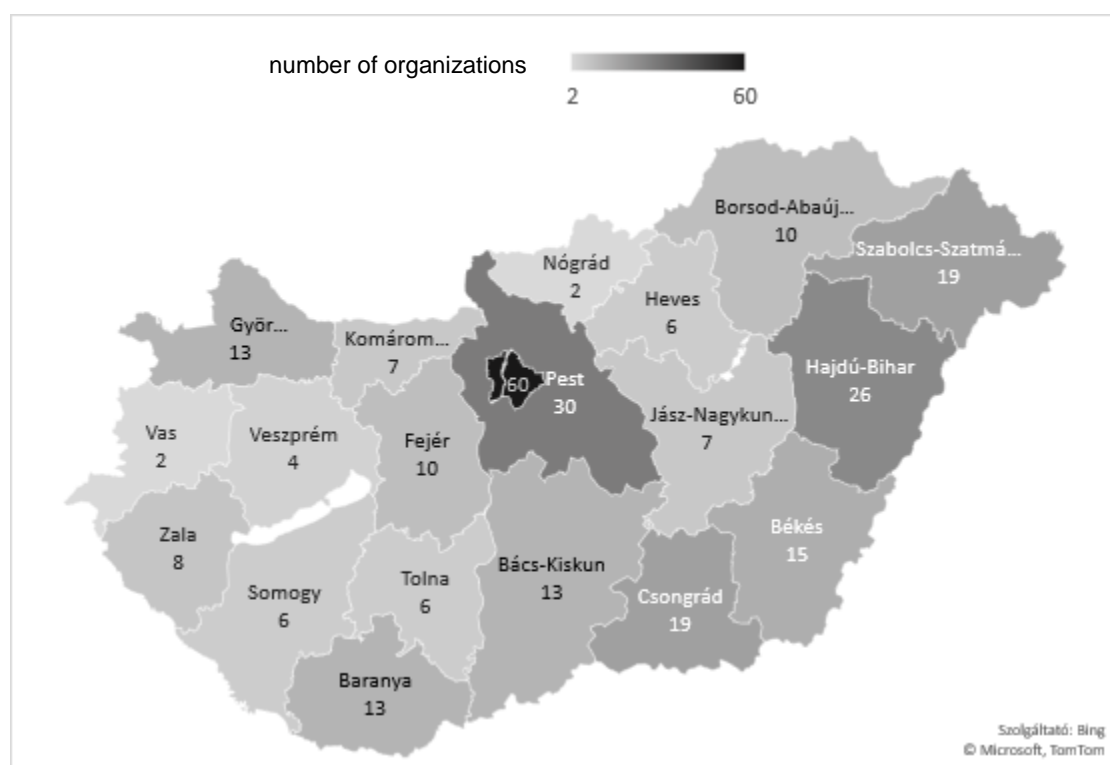 number of organizations
2
60
Borsod-Abaúj...
10
Szabolcs-Szatmá...
19
Nógrád
2
Heves
6
Györ...
13
Komárom...
7
Hajdú-Bihar
26
60
Pest
30
Jász-Nagykun...
7
Vas
2
Veszprém
4
Fejér
10
Zala
8
Békés
15
Bács-Kiskun
13
Tolna
6
Somogy
6
Csongrád
19
Baranya
13
Szolgáltató: Bing
© Microsoft, TomTom